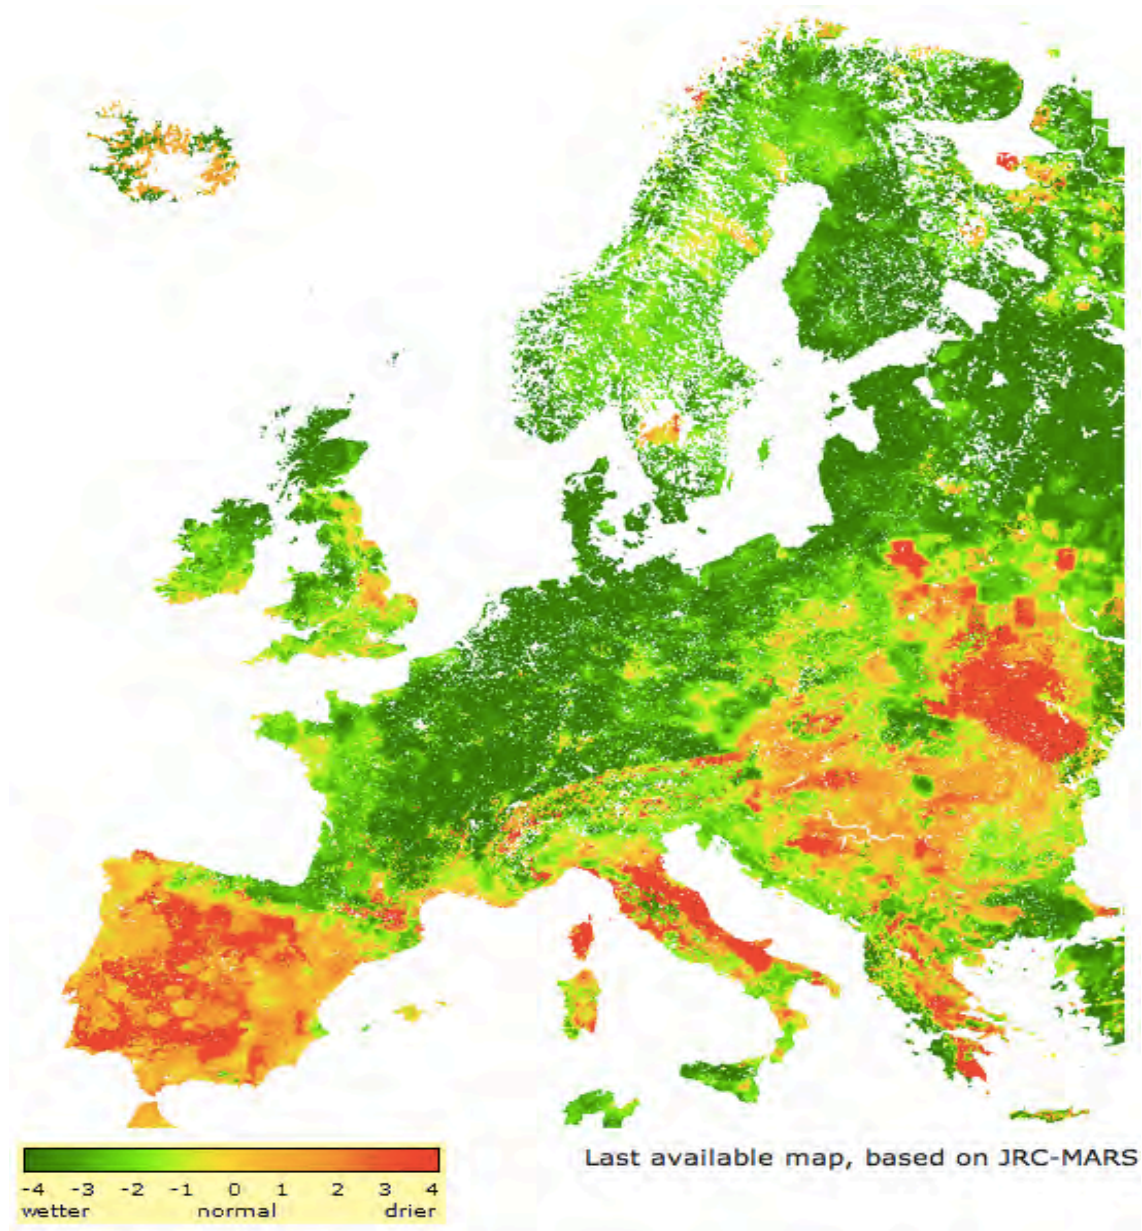 Last available map, based on JRC-MARS
-4 -3 -2 -1 0 1 2 3 4
wetter normal drier